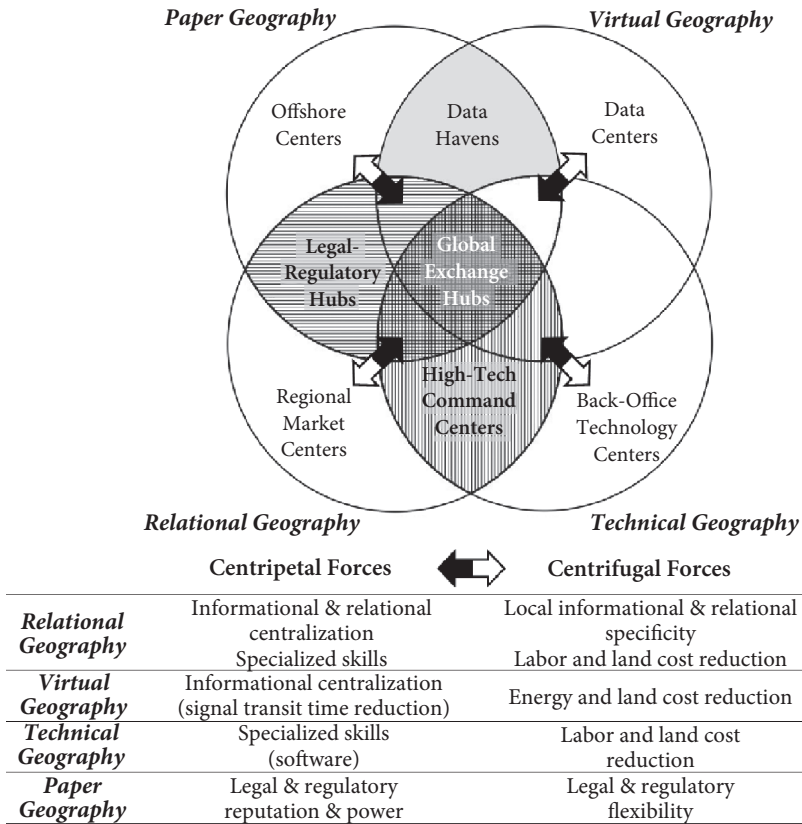 Paper Geography
Virtual Geography
Offshore
Centers
Data
Havens
Data
Centers
Legal-
Regulatory
Hubs
Global
Exchange
Hubs
Regional
Market
Centers
High-Tech
Command
Centers
Back-Office
Technology
Centers
Relational Geography
Technical Geography
Centripetal Forces
Centrifugal Forces
Relational
Geography
Informational & relational
centralization
Specialized skills
Local informational & relational
specificity
Labor and land cost reduction
Virtual
Geography
Informational centralization
(signal transit time reduction)
Energy and land cost reduction
Technical
Geography
Specialized skills
(software)
Labor and land cost
reduction
Paper
Geography
Legal & regulatory
reputation & power
Legal & regulatory
flexibility